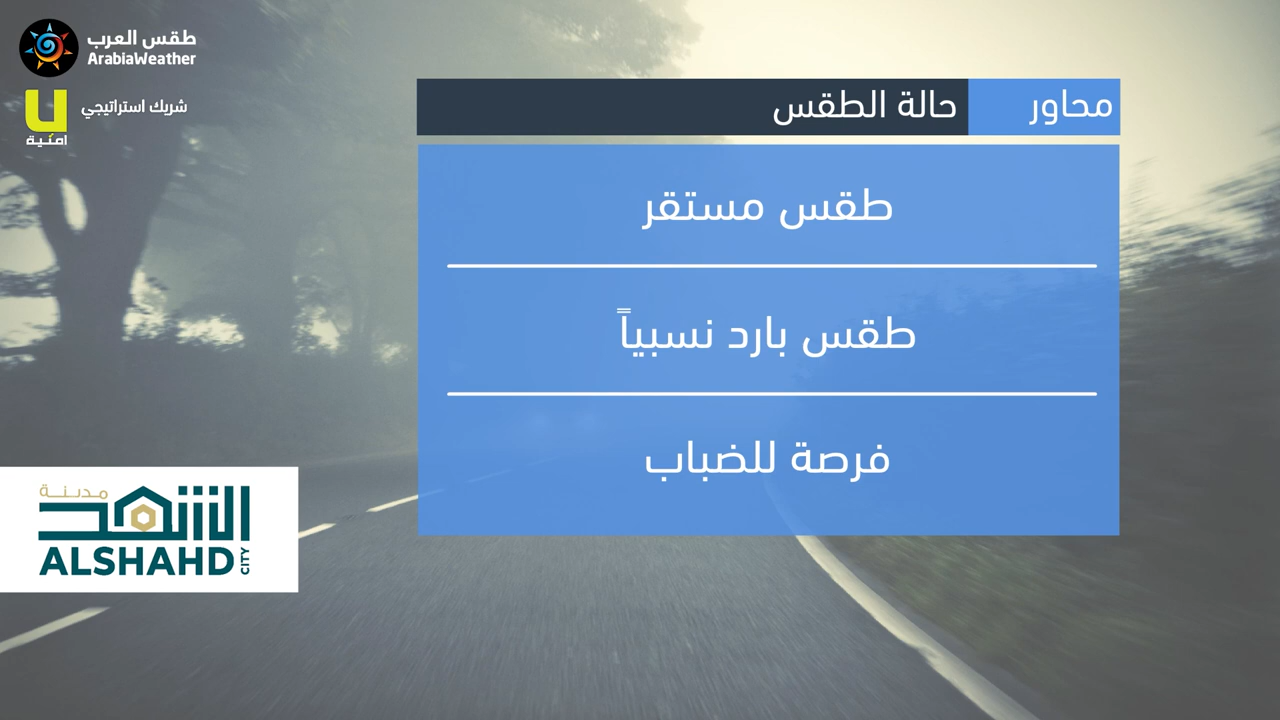 طقس العرب
ArabiaWeather
شريك استراتيجي
امنية
محاور
حالة الطقس
طقس مستقر
طقس بارد نسبياً
فرصة للضباب
مدينة
الشهد
ALSHAHD
CITY